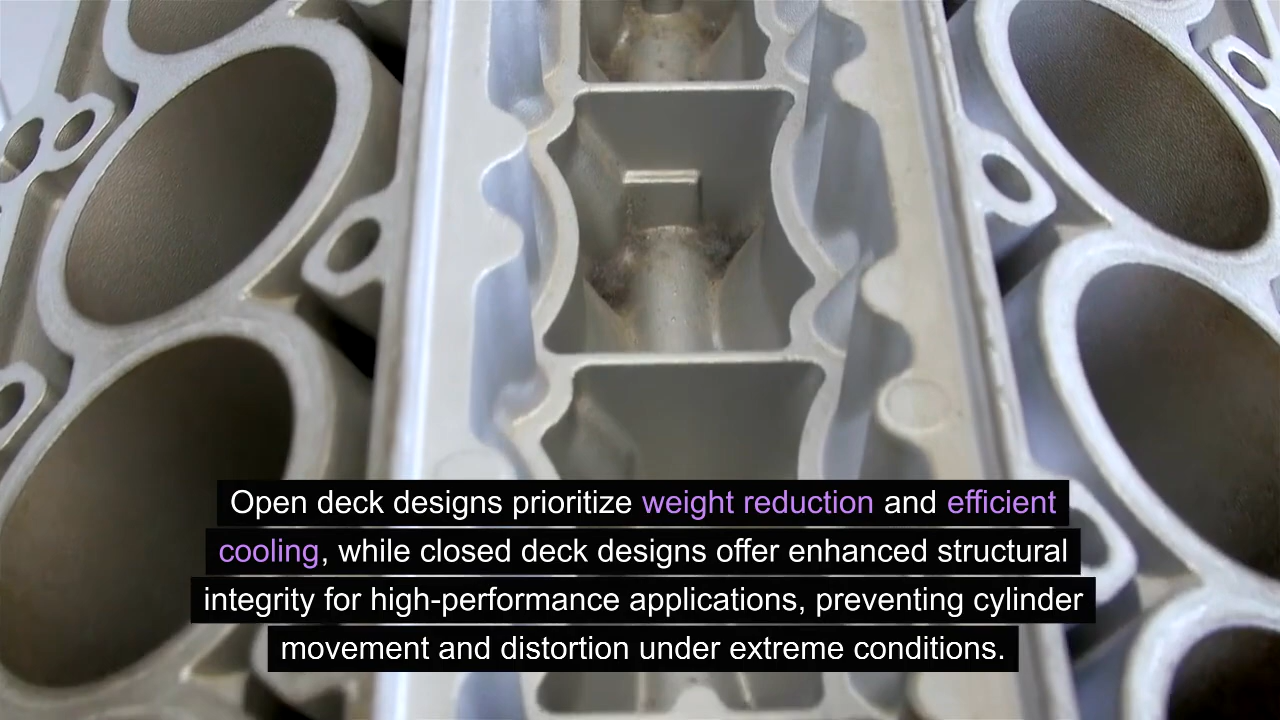 Open deck designs prioritize weight reduction and efficient
cooling, while closed deck designs offer enhanced structural
integrity for high-performance applications, preventing cylinder
movement and distortion under extreme conditions.